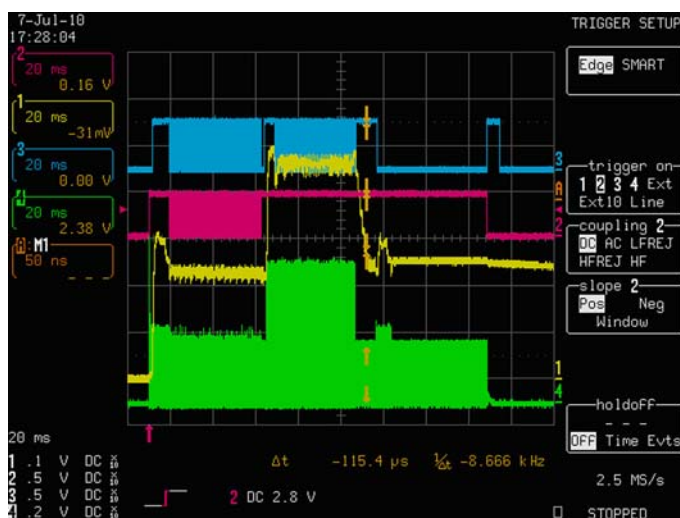 7-Jul-10
17:28:04
TRIGGER SETUP
2
20 ms
0.16 V
1
20 ms
-31mV
3
20 ms
0.00 V
4
20 ms
2.38 V
A: M1
50 ns
- - -
Edge SMART
trigger on
1 2 3 4 Ext
Ext10 Line
coupling 2
DC AC LFREJ
HFREJ HF
slope 2
Pos Neg
Window
holdoff
- - -
OFF Time Evts
3
A
2
1
4
20 ms
1 .1 V DC
2 .5 V DC
3 .5 V DC
4 .2 V DC
Δt -115.4 µs 1/Δt -8.666 kHz
2 DC 2.8 V
2.5 MS/s
STOPPED